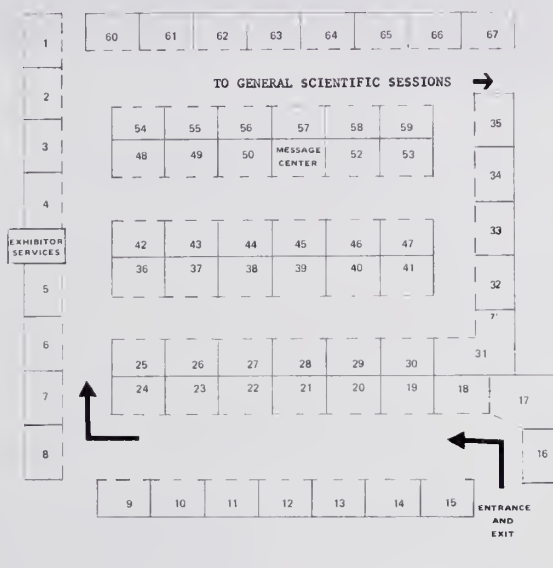 60 61 62 63 64 65 66 67
1
TO GENERAL SCIENTIFIC SESSIONS
2
54 55 56 57 58 59
35
3
48 49 50 MESSAGE CENTER 52 53
34
4
42 43 44 45 46 47
33
EXHIBITOR SERVICES
36 37 38 39 40 41
5
32
7'
6
31
25 26 27 28 29 30
7
24 23 22 21 20 19 18
17
8
16
9 10 11 12 13 14 15
ENTRANCE
AND
EXIT